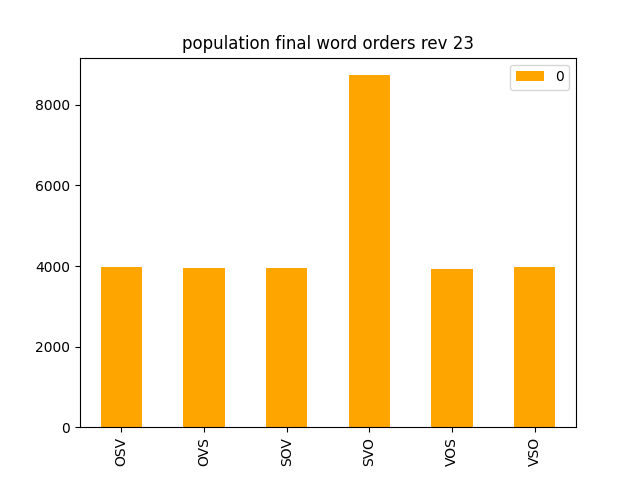 population final word orders rev 23
0
8000
6000
4000
2000
0
OSV
OVS
SOV
SVO
VOS
VSO